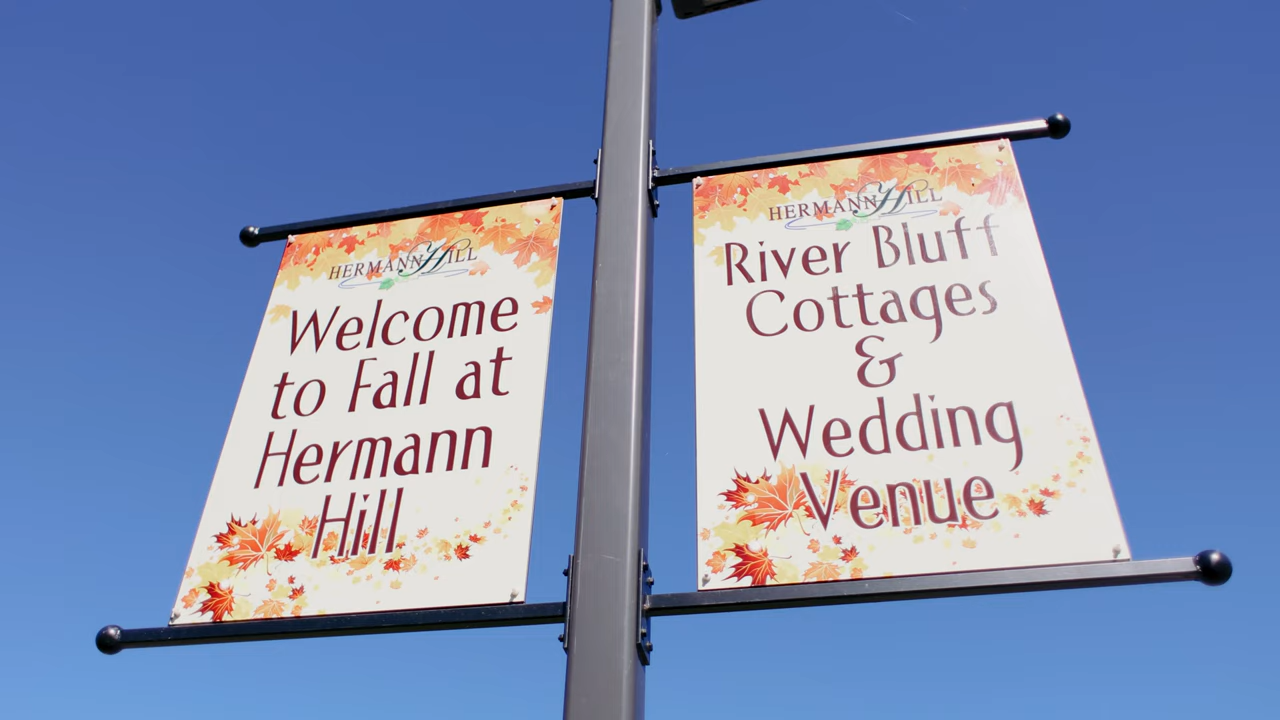 HERMANN HILL
Welcome
to Fall at
Hermann
Hill
HERMANN HILL
River Bluff
Cottages
&
Wedding
Venue